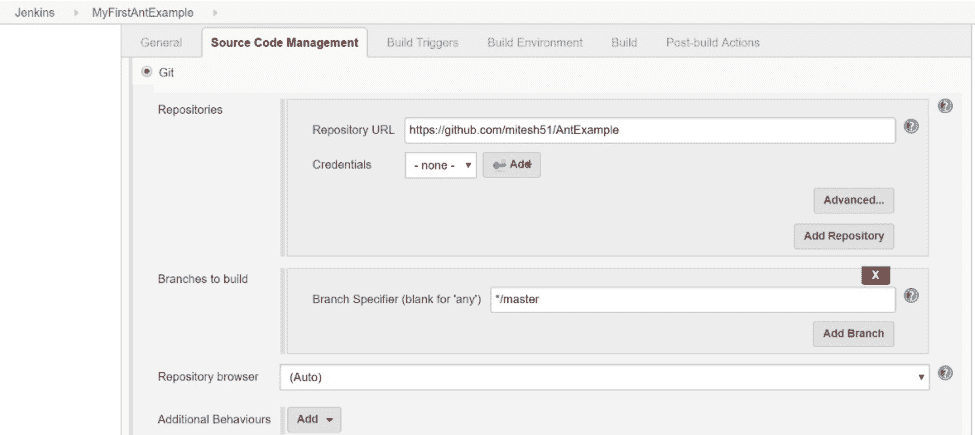 Jenkins MyFirstAntExample
General Source Code Management Build Triggers Build Environment Build Post-build Actions
Git
Repositories
Repository URL https://github.com/mitesh51/AntExample
Credentials - none - Add
Advanced...
Add Repository
Branches to build
X
Branch Specifier (blank for 'any') */master
Add Branch
Repository browser (Auto)
Additional Behaviours Add